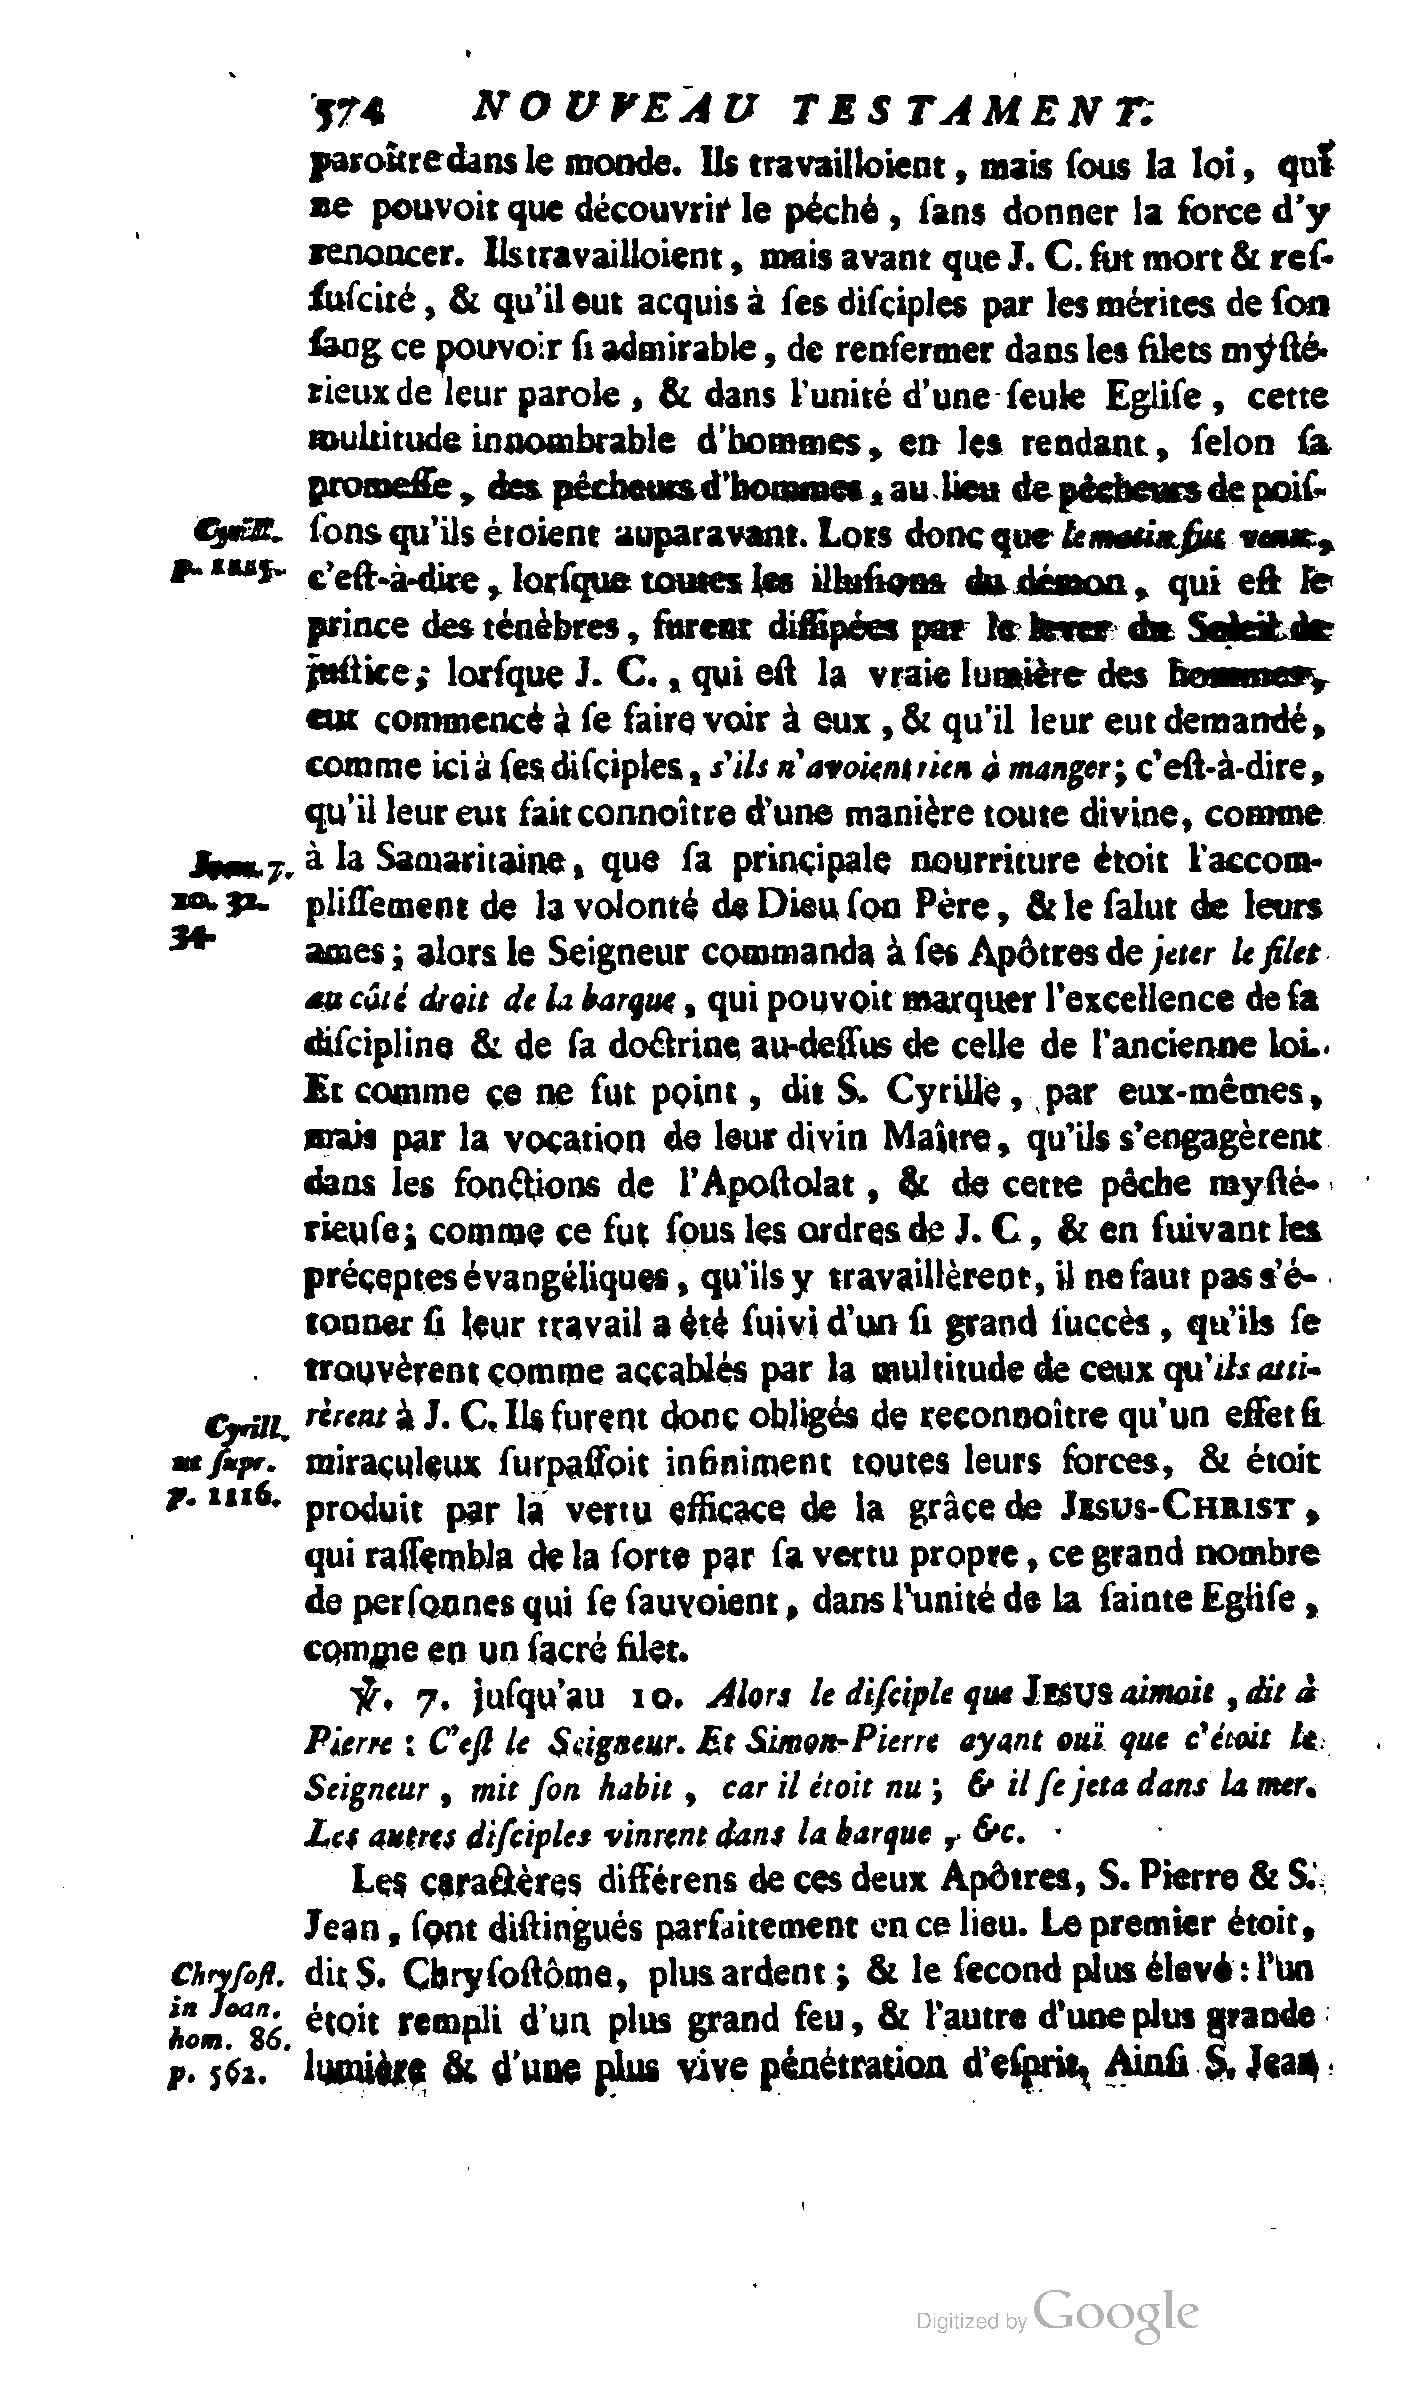 574 NOUVEAU TESTAMENT.
paroître dans le monde. Ils travailloient, mais ſous la loi, qui
ne pouvoit que découvrir le péché, ſans donner la force d'y
renoncer. Ils travailloient, mais avant que J. C. fut mort & reſ-
ſuſcité, & qu'il eut acquis à ſes diſciples par les mérites de ſon
ſang ce pouvoir ſi admirable, de renfermer dans les filets myſté-
rieux de leur parole, & dans l'unité d'une ſeule Egliſe, cette
multitude innombrable d'hommes, en les rendant, ſelon ſa
promeſſe, des pêcheurs d'hommes, au lieu de pêcheurs de poiſ-
Cyrill.
p. 1115.
ſons qu'ils étoient auparavant. Lors donc que le matin fut venu,
c'eſt-à-dire, lorſque toutes les illuſions du démon, qui eſt le
prince des ténèbres, furent diſſipées par le lever du Soleil de
juſtice; lorſque J. C., qui eſt la vraie lumière des hommes,
eut commencé à ſe faire voir à eux, & qu'il leur eut demandé,
comme ici à ſes diſciples, s'ils n'avoient rien à manger; c'eſt-à-dire,
qu'il leur eut fait connoître d'une manière toute divine, comme
Joan. 7.
10. 32.
34
à la Samaritaine, que ſa principale nourriture étoit l'accom-
pliſſement de la volonté de Dieu ſon Père, & le ſalut de leurs
ames; alors le Seigneur commanda à ſes Apôtres de jeter le filet
au côté droit de la barque, qui pouvoit marquer l'excellence de ſa
diſcipline & de ſa doctrine au-deſſus de celle de l'ancienne loi.
Et comme ce ne fut point, dit S. Cyrille, par eux-mêmes,
mais par la vocation de leur divin Maître, qu'ils s'engagèrent
dans les fonctions de l'Apoſtolat, & de cette pêche myſté-
rieuſe; comme ce fut ſous les ordres de J. C, & en ſuivant les
préceptes évangéliques, qu'ils y travaillèrent, il ne faut pas s'é-
tonner ſi leur travail a été ſuivi d'un ſi grand ſuccès, qu'ils ſe
trouvèrent comme accablés par la multitude de ceux qu'ils atti-
Cyrill.
ut ſupr.
p. 1116.
rèrent à J. C. Ils furent donc obligés de reconnoître qu'un effet ſi
miraculeux ſurpaſſoit infiniment toutes leurs forces, & étoit
produit par la vertu efficace de la grâce de JESUS-CHRIST,
qui raſſembla de la ſorte par ſa vertu propre, ce grand nombre
de perſonnes qui ſe ſauvoient, dans l'unité de la ſainte Egliſe,
comme en un ſacré filet.
℣. 7. juſqu'au 10. Alors le diſciple que JESUS aimoit, dit à
Pierre : C'eſt le Seigneur. Et Simon-Pierre ayant ouï que c'étoit le
Seigneur, mit ſon habit, car il étoit nu; & il ſe jeta dans la mer.
Les autres diſciples vinrent dans la barque, &c.
Les caractères différens de ces deux Apôtres, S. Pierre & S.
Jean, ſont diſtingués parfaitement en ce lieu. Le premier étoit,
Chryſoſt.
in Joan.
hom. 86.
p. 562.
dit S. Chryſoſtôme, plus ardent; & le ſecond plus élevé : l'un
étoit rempli d'un plus grand feu, & l'autre d'une plus grande
lumière & d'une plus vive pénétration d'eſprit, Ainſi S. Jean
Digitized by Google